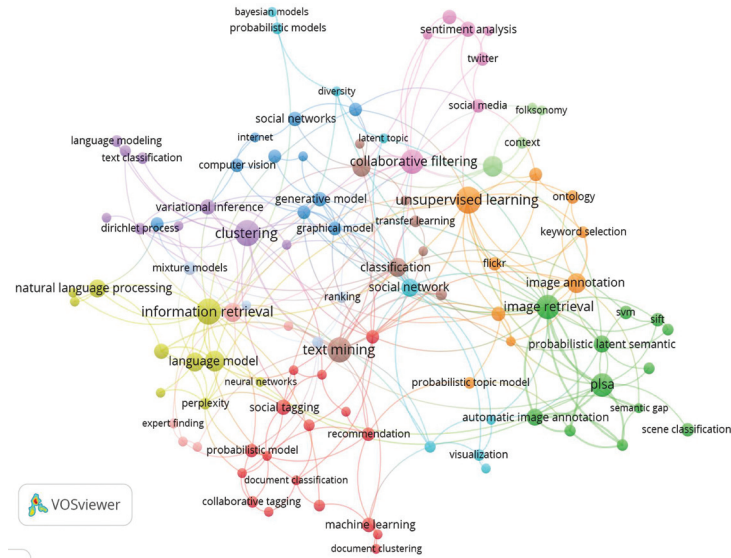 bayesian models
probabilistic models
sentiment analysis
twitter
diversity
social media
folksonomy
social networks
internet
latent topic
context
language modeling
text classification
computer vision
collaborative filtering
unsupervised learning
ontology
generative model
variational inference
transfer learning
dirichlet process
clustering
graphical model
keyword selection
mixture models
classification
flickr
natural language processing
social network
image annotation
ranking
information retrieval
image retrieval
svm
sift
text mining
probabilistic latent semantic
language model
neural networks
probabilistic topic model
plsa
perplexity
social tagging
semantic gap
automatic image annotation
expert finding
recommendation
scene classification
probabilistic model
visualization
document classification
collaborative tagging
VOSviewer
machine learning
document clustering